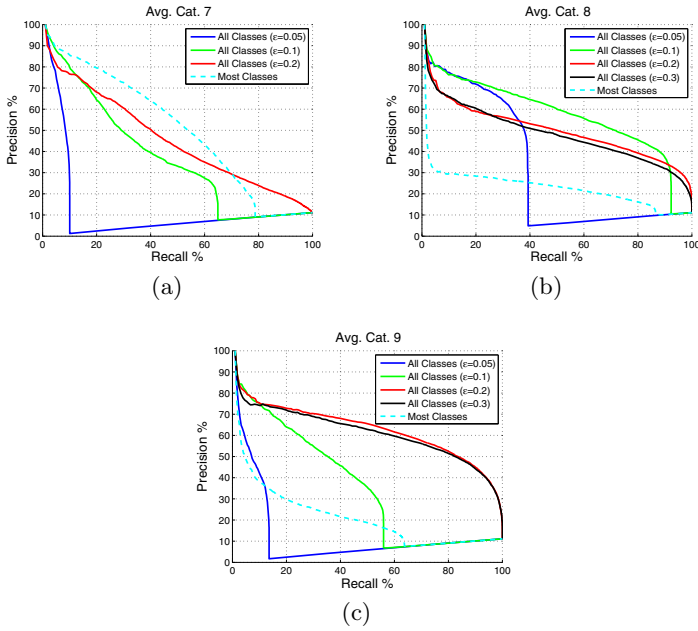 Avg. Cat. 7
100
90
80
70
60
50
40
30
20
10
0
Precision %
All Classes (ε=0.05)
All Classes (ε=0.1)
All Classes (ε=0.2)
Most Classes
0 20 40 60 80 100
Recall %
(a)
Avg. Cat. 8
100
90
80
70
60
50
40
30
20
10
0
Precision %
All Classes (ε=0.05)
All Classes (ε=0.1)
All Classes (ε=0.2)
All Classes (ε=0.3)
Most Classes
0 20 40 60 80 100
Recall %
(b)
Avg. Cat. 9
100
90
80
70
60
50
40
30
20
10
0
Precision %
All Classes (ε=0.05)
All Classes (ε=0.1)
All Classes (ε=0.2)
All Classes (ε=0.3)
Most Classes
0 20 40 60 80 100
Recall %
(c)